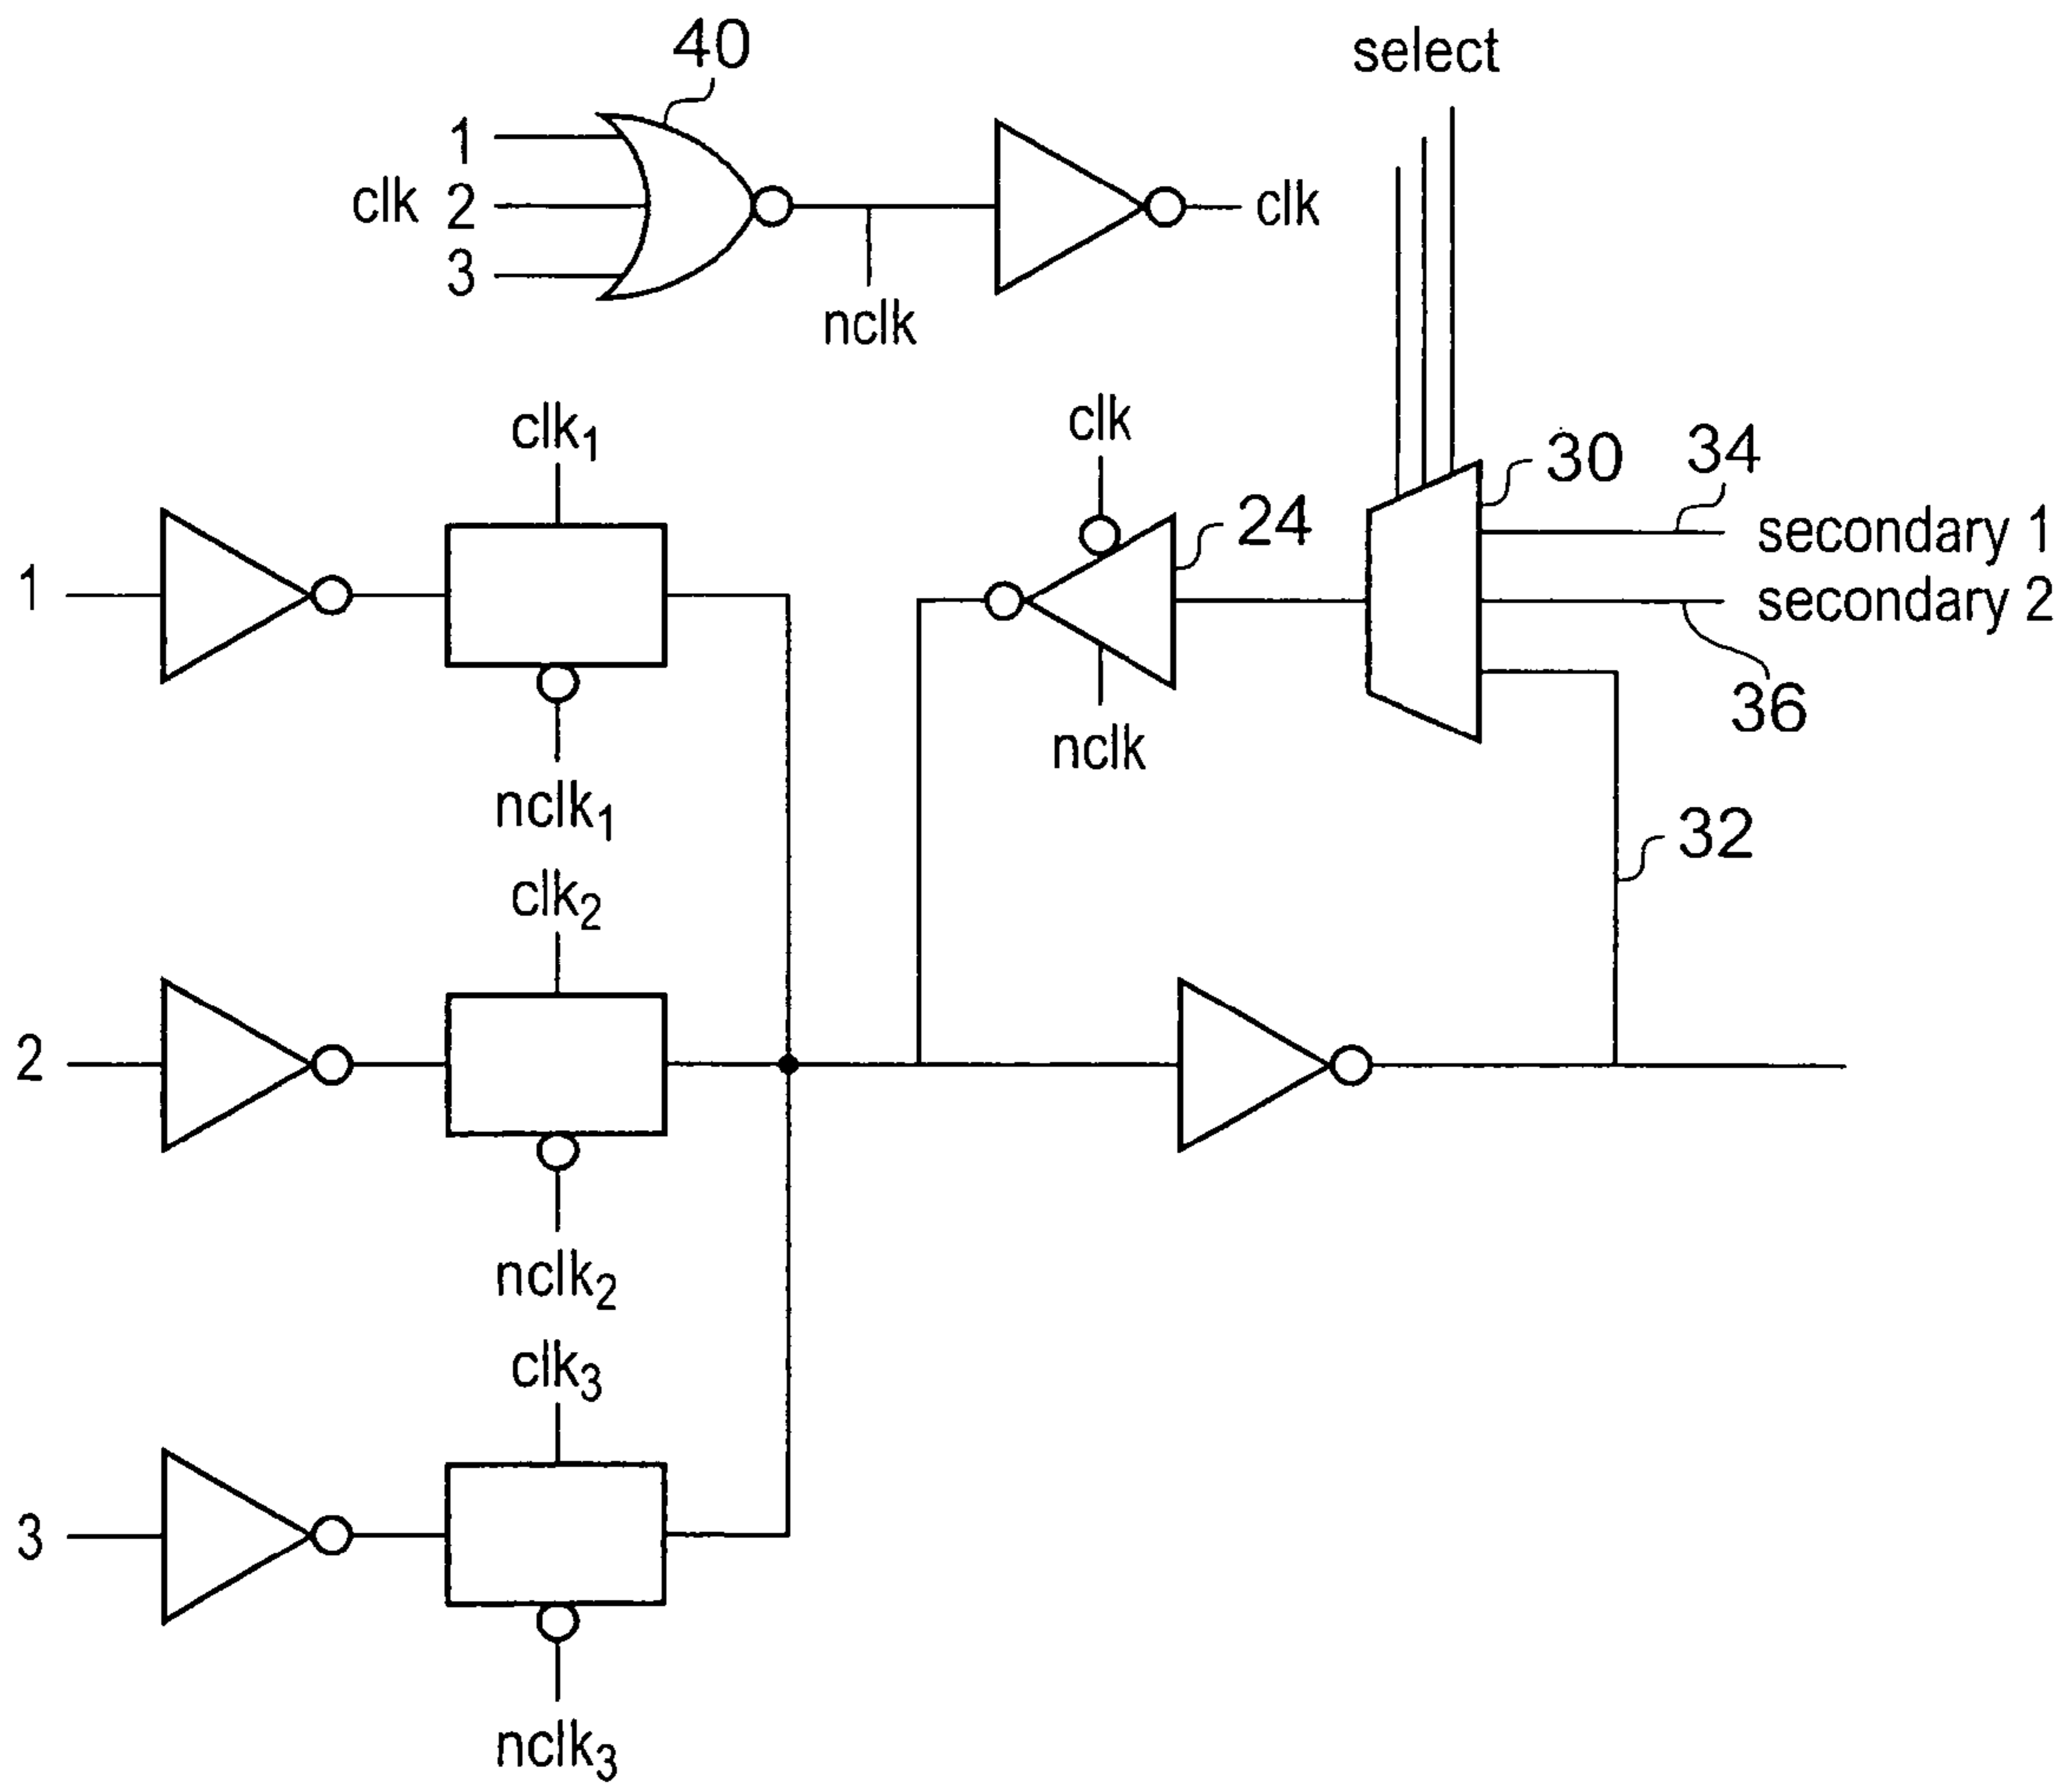 40
select
1
clk 2
3
clk
nclk
clk
clk1
30
34
24
secondary 1
1
secondary 2
36
nclk
nclk1
32
clk2
2
nclk2
clk3
3
nclk3